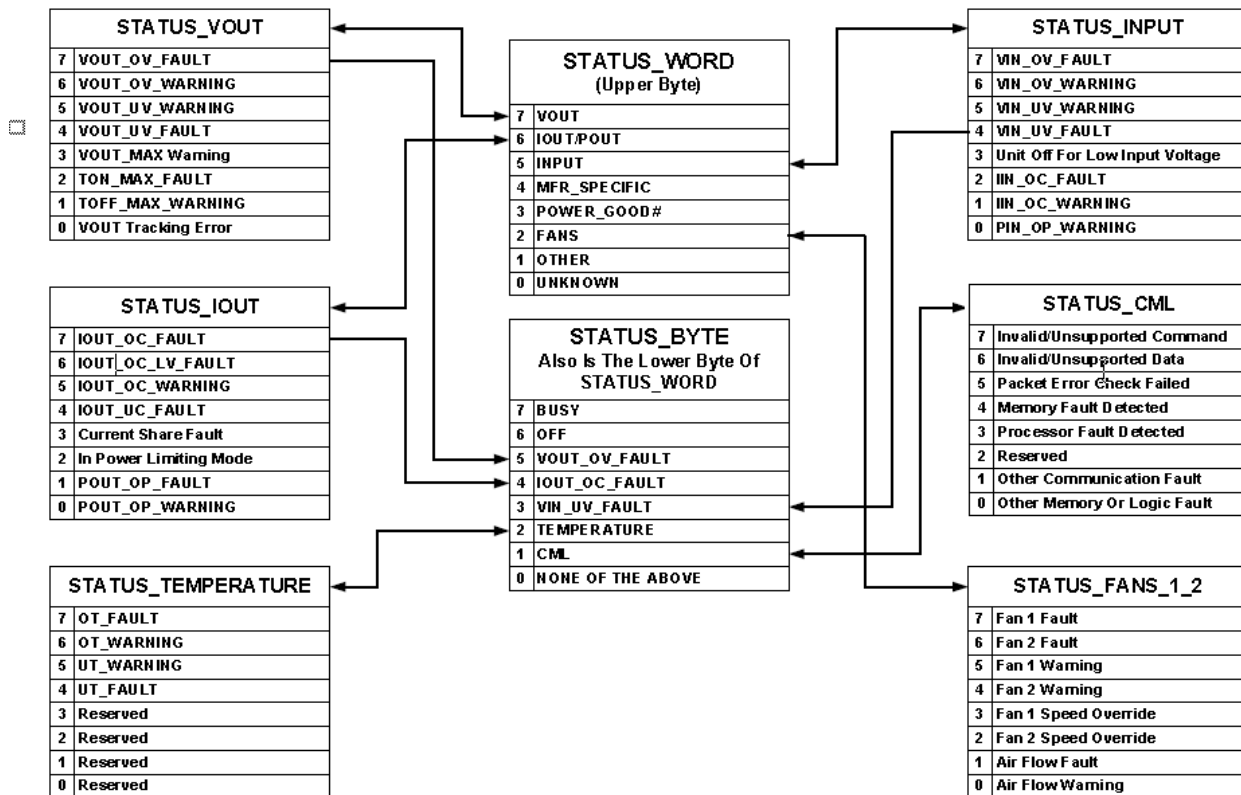 STATUS_VOUT
7 VOUT_OV_FAULT
6 VOUT_OV_WARNING
5 VOUT_UV_WARNING
4 VOUT_UV_FAULT
3 VOUT_MAX Warning
2 TON_MAX_FAULT
1 TOFF_MAX_WARNING
0 VOUT Tracking Error
STATUS_IOUT
7 IOUT_OC_FAULT
6 IOUT_OC_LV_FAULT
5 IOUT_OC_WARNING
4 IOUT_UC_FAULT
3 Current Share Fault
2 In Power Limiting Mode
1 POUT_OP_FAULT
0 POUT_OP_WARNING
STATUS_TEMPERATURE
7 OT_FAULT
6 OT_WARNING
5 UT_WARNING
4 UT_FAULT
3 Reserved
2 Reserved
1 Reserved
0 Reserved
STATUS_WORD
(Upper Byte)
7 VOUT
6 IOUT/POUT
5 INPUT
4 MFR_SPECIFIC
3 POWER_GOOD#
2 FANS
1 OTHER
0 UNKNOWN
STATUS_BYTE
Also Is The Lower Byte Of
STATUS_WORD
7 BUSY
6 OFF
5 VOUT_OV_FAULT
4 IOUT_OC_FAULT
3 VIN_UV_FAULT
2 TEMPERATURE
1 CML
0 NONE OF THE ABOVE
STATUS_INPUT
7 VIN_OV_FAULT
6 VIN_OV_WARNING
5 VIN_UV_WARNING
4 VIN_UV_FAULT
3 Unit Off For Low Input Voltage
2 IIN_OC_FAULT
1 IIN_OC_WARNING
0 PIN_OP_WARNING
STATUS_CML
7 Invalid/Unsupported Command
6 Invalid/Unsupported Data
5 Packet Error Check Failed
4 Memory Fault Detected
3 Processor Fault Detected
2 Reserved
1 Other Communication Fault
0 Other Memory Or Logic Fault
STATUS_FANS_1_2
7 Fan 1 Fault
6 Fan 2 Fault
5 Fan 1 Warning
4 Fan 2 Warning
3 Fan 1 Speed Override
2 Fan 2 Speed Override
1 Air Flow Fault
0 Air Flow Warning